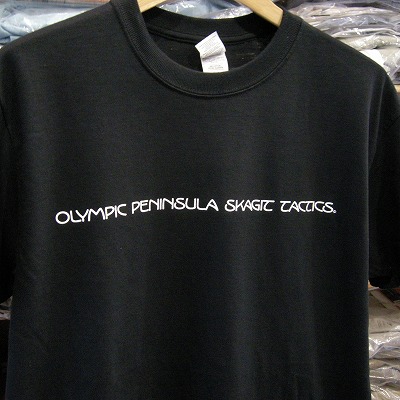 OLYMPIC PENINSULA SKAGIT TACTICS.